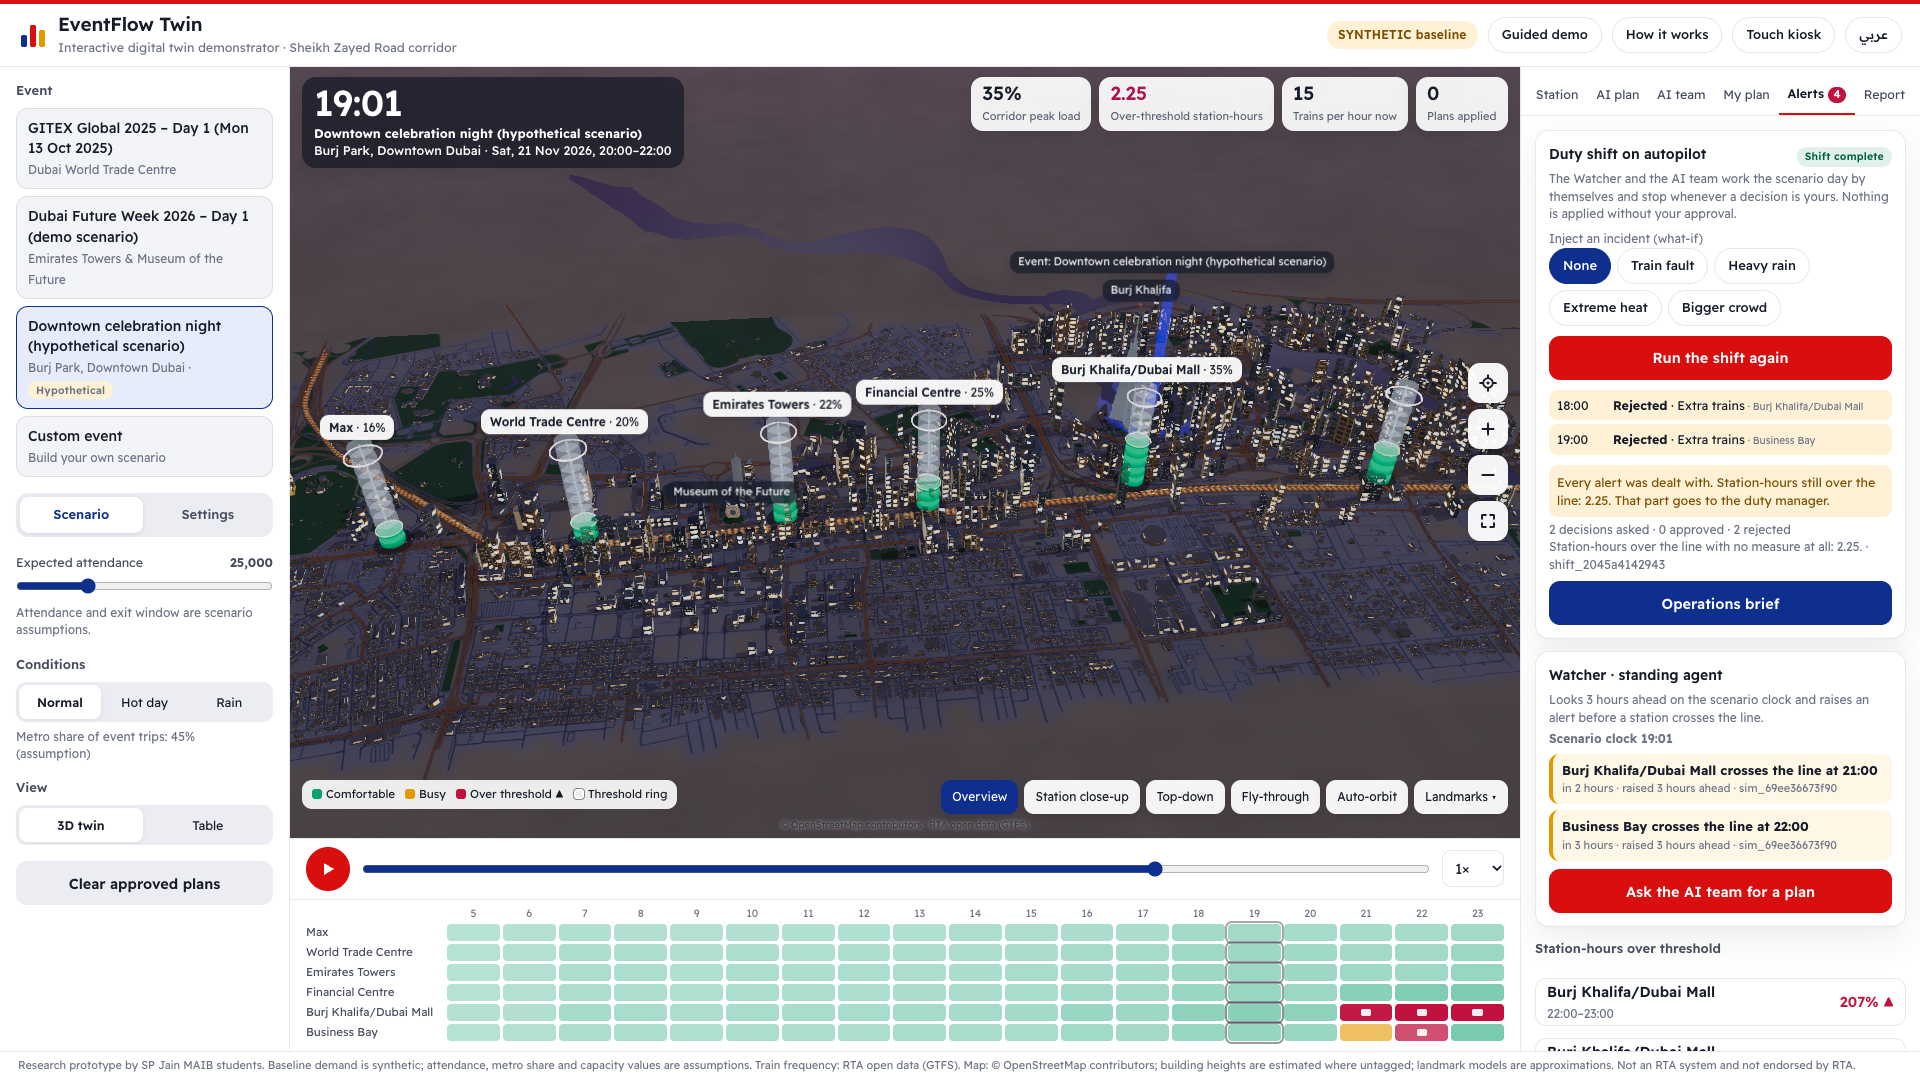 EventFlow Twin
Interactive digital twin demonstrator · Sheikh Zayed Road corridor
SYNTHETIC baseline
Guided demo
How it works
Touch kiosk
عربي
Event
GITEX Global 2025 – Day 1 (Mon
13 Oct 2025)
Dubai World Trade Centre
Dubai Future Week 2026 – Day 1
(demo scenario)
Emirates Towers & Museum of the
Future
Downtown celebration night
(hypothetical scenario)
Burj Park, Downtown Dubai ·
Hypothetical
Custom event
Build your own scenario
Scenario
Settings
Expected attendance 25,000
Attendance and exit window are scenario
assumptions.
Conditions
Normal
Hot day
Rain
Metro share of event trips: 45%
(assumption)
View
3D twin
Table
Clear approved plans
19:01
Downtown celebration night (hypothetical scenario)
Burj Park, Downtown Dubai · Sat, 21 Nov 2026, 20:00–22:00
35%
Corridor peak load
2.25
Over-threshold station-hours
15
Trains per hour now
0
Plans applied
Event: Downtown celebration night (hypothetical scenario)
Burj Khalifa
Burj Khalifa/Dubai Mall · 35%
Financial Centre · 25%
Emirates Towers · 22%
World Trade Centre · 20%
Max · 16%
Museum of the Future
Comfortable
Busy
Over threshold ▲
Threshold ring
Overview
Station close-up
Top-down
Fly-through
Auto-orbit
Landmarks ▾
© OpenStreetMap contributors · RTA open data (GTFS)
1×
5 6 7 8 9 10 11 12 13 14 15 16 17 18 19 20 21 22 23
Max
World Trade Centre
Emirates Towers
Financial Centre
Burj Khalifa/Dubai Mall
Business Bay
Station
AI plan
AI team
My plan
Alerts 4
Report
Duty shift on autopilot
Shift complete
The Watcher and the AI team work the scenario day by
themselves and stop whenever a decision is yours. Nothing
is applied without your approval.
Inject an incident (what-if)
None
Train fault
Heavy rain
Extreme heat
Bigger crowd
Run the shift again
18:00 Rejected · Extra trains · Burj Khalifa/Dubai Mall
19:00 Rejected · Extra trains · Business Bay
Every alert was dealt with. Station-hours still over the
line: 2.25. That part goes to the duty manager.
2 decisions asked · 0 approved · 2 rejected
Station-hours over the line with no measure at all: 2.25. ·
shift_2045a4142943
Operations brief
Watcher · standing agent
Looks 3 hours ahead on the scenario clock and raises an
alert before a station crosses the line.
Scenario clock 19:01
Burj Khalifa/Dubai Mall crosses the line at 21:00
in 2 hours · raised 3 hours ahead · sim_69ee36673f90
Business Bay crosses the line at 22:00
in 3 hours · raised 3 hours ahead · sim_69ee36673f90
Ask the AI team for a plan
Station-hours over threshold
Burj Khalifa/Dubai Mall
22:00–23:00
207% ▲
Burj Khalifa/Dubai Mall
Research prototype by SP Jain MAIB students. Baseline demand is synthetic; attendance, metro share and capacity values are assumptions. Train frequency: RTA open data (GTFS). Map: © OpenStreetMap contributors; building heights are estimated where untagged; landmark models are approximations. Not an RTA system and not endorsed by RTA.